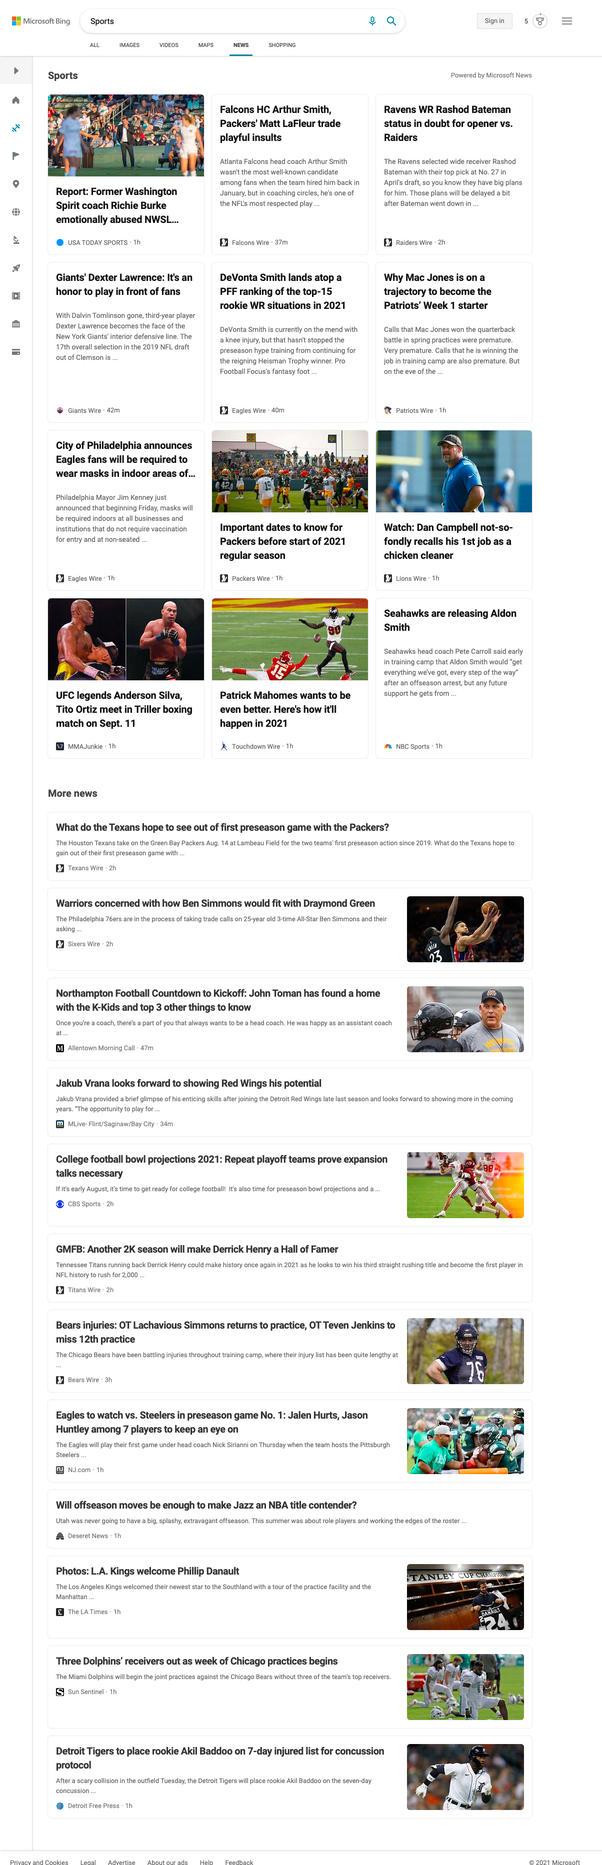 Microsoft Bing
Sports
Sign in
5
ALL IMAGES VIDEOS MAPS NEWS SHOPPING
Sports
Powered by Microsoft News
Report: Former Washington
Spirit coach Richie Burke
emotionally abused NWSL...
USA TODAY SPORTS · 1h
Falcons HC Arthur Smith,
Packers' Matt LaFleur trade
playful insults
Atlanta Falcons head coach Arthur Smith
wasn't the most well-known candidate
among fans when the team hired him back in
January, but in coaching circles, he's one of
the NFL's most respected play ...
Falcons Wire · 37m
Ravens WR Rashod Bateman
status in doubt for opener vs.
Raiders
The Ravens selected wide receiver Rashod
Bateman with their top pick at No. 27 in
April's draft, so you know they have big plans
for him. Those plans will be delayed a bit
after Bateman went down in ...
Raiders Wire · 2h
Giants' Dexter Lawrence: It's an
honor to play in front of fans
With Dalvin Tomlinson gone, third-year player
Dexter Lawrence becomes the face of the
New York Giants' interior defensive line. The
17th overall selection in the 2019 NFL draft
out of Clemson is ...
Giants Wire · 42m
DeVonta Smith lands atop a
PFF ranking of the top-15
rookie WR situations in 2021
DeVonta Smith is currently on the mend with
a knee injury, but that hasn't stopped the
preseason hype training from continuing for
the reigning Heisman Trophy winner. Pro
Football Focus's fantasy foot ...
Eagles Wire · 40m
Why Mac Jones is on a
trajectory to become the
Patriots' Week 1 starter
Calls that Mac Jones won the quarterback
battle in spring practices were premature.
Very premature. Calls that he is winning the
job in training camp are also premature. But
on the eve of the ...
Patriots Wire · 1h
City of Philadelphia announces
Eagles fans will be required to
wear masks in indoor areas of...
Philadelphia Mayor Jim Kenney just
announced that beginning Friday, masks will
be required indoors at all businesses and
institutions that do not require vaccination
for entry and at non-seated ...
Eagles Wire · 1h
Important dates to know for
Packers before start of 2021
regular season
Packers Wire · 1h
Watch: Dan Campbell not-so-
fondly recalls his 1st job as a
chicken cleaner
Lions Wire · 1h
UFC legends Anderson Silva,
Tito Ortiz meet in Triller boxing
match on Sept. 11
MMAJunkie · 1h
Patrick Mahomes wants to be
even better. Here's how it'll
happen in 2021
Touchdown Wire · 1h
Seahawks are releasing Aldon
Smith
Seahawks head coach Pete Carroll said early
in training camp that Aldon Smith would "get
everything we've got, every step of the way"
after an offseason arrest, but any future
support he gets from ...
NBC Sports · 1h
More news
What do the Texans hope to see out of first preseason game with the Packers?
The Houston Texans take on the Green Bay Packers Aug. 14 at Lambeau Field for the two teams' first preseason action since 2019. What do the Texans hope to
gain out of their first preseason game with ...
Texans Wire · 2h
Warriors concerned with how Ben Simmons would fit with Draymond Green
The Philadelphia 76ers are in the process of taking trade calls on 25-year old 3-time All-Star Ben Simmons and their
asking ...
Sixers Wire · 2h
23
Northampton Football Countdown to Kickoff: John Toman has found a home
with the K-Kids and top 3 other things to know
Once you're a coach, there's a part of you that always wants to be a head coach. He was happy as an assistant coach
at ...
Allentown Morning Call · 47m
Jakub Vrana looks forward to showing Red Wings his potential
Jakub Vrana provided a brief glimpse of his enticing skills after joining the Detroit Red Wings late last season and looks forward to showing more in the coming
years. "The opportunity to play for ...
MLive- Flint/Saginaw/Bay City · 34m
College football bowl projections 2021: Repeat playoff teams prove expansion
talks necessary
If it's early August, it's time to get ready for college football! It's also time for preseason bowl projections and a ...
CBS Sports · 2h
GMFB: Another 2K season will make Derrick Henry a Hall of Famer
Tennessee Titans running back Derrick Henry could make history once again in 2021 as he looks to win his third straight rushing title and become the first player in
NFL history to rush for 2,000 ...
Titans Wire · 2h
Bears injuries: OT Lachavious Simmons returns to practice, OT Teven Jenkins to
miss 12th practice
The Chicago Bears have been battling injuries throughout training camp, where their injury list has been quite lengthy at
...
Bears Wire · 3h
76
Eagles to watch vs. Steelers in preseason game No. 1: Jalen Hurts, Jason
Huntley among 7 players to keep an eye on
The Eagles will play their first game under head coach Nick Sirianni on Thursday when the team hosts the Pittsburgh
Steelers ...
NJ.com · 1h
Will offseason moves be enough to make Jazz an NBA title contender?
Utah was never going to have a big, splashy, extravagant offseason. This summer was about role players and working the edges of the roster ...
Deseret News · 1h
Photos: L.A. Kings welcome Phillip Danault
The Los Angeles Kings welcomed their newest star to the Southland with a tour of the practice facility and the
Manhattan ...
The LA Times · 1h
STANLEY CUP CHAMPIONS
24
Three Dolphins' receivers out as week of Chicago practices begins
The Miami Dolphins will begin the joint practices against the Chicago Bears without three of the team's top receivers.
Sun Sentinel · 1h
Detroit Tigers to place rookie Akil Baddoo on 7-day injured list for concussion
protocol
After a scary collision in the outfield Tuesday, the Detroit Tigers will place rookie Akil Baddoo on the seven-day
concussion ...
Detroit Free Press · 1h
Privacy and Cookies Legal Advertise About our ads Help Feedback © 2021 Microsoft